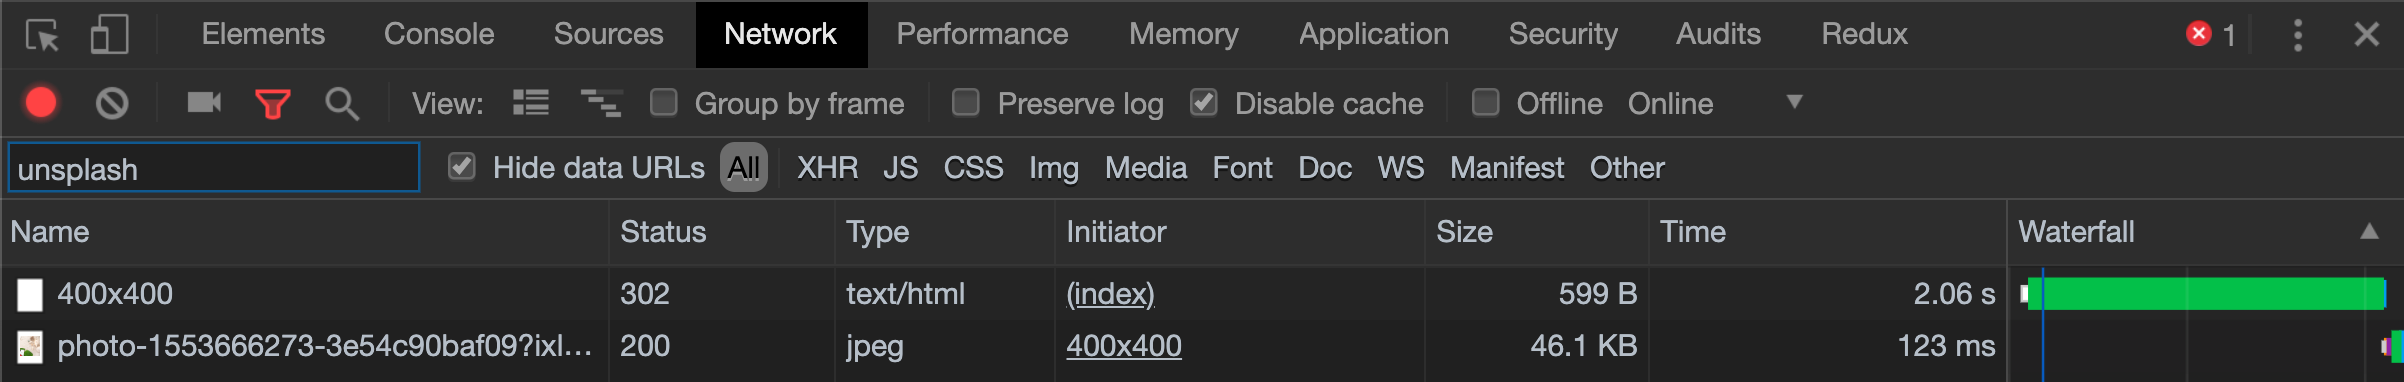 Elements Console Sources Network Performance Memory Application Security Audits Redux 1
View: Group by frame Preserve log Disable cache Offline Online
unsplash Hide data URLs All XHR JS CSS Img Media Font Doc WS Manifest Other
Name Status Type Initiator Size Time Waterfall
400x400 302 text/html (index) 599 B 2.06 s
photo-1553666273-3e54c90baf09?ixl... 200 jpeg 400x400 46.1 KB 123 ms